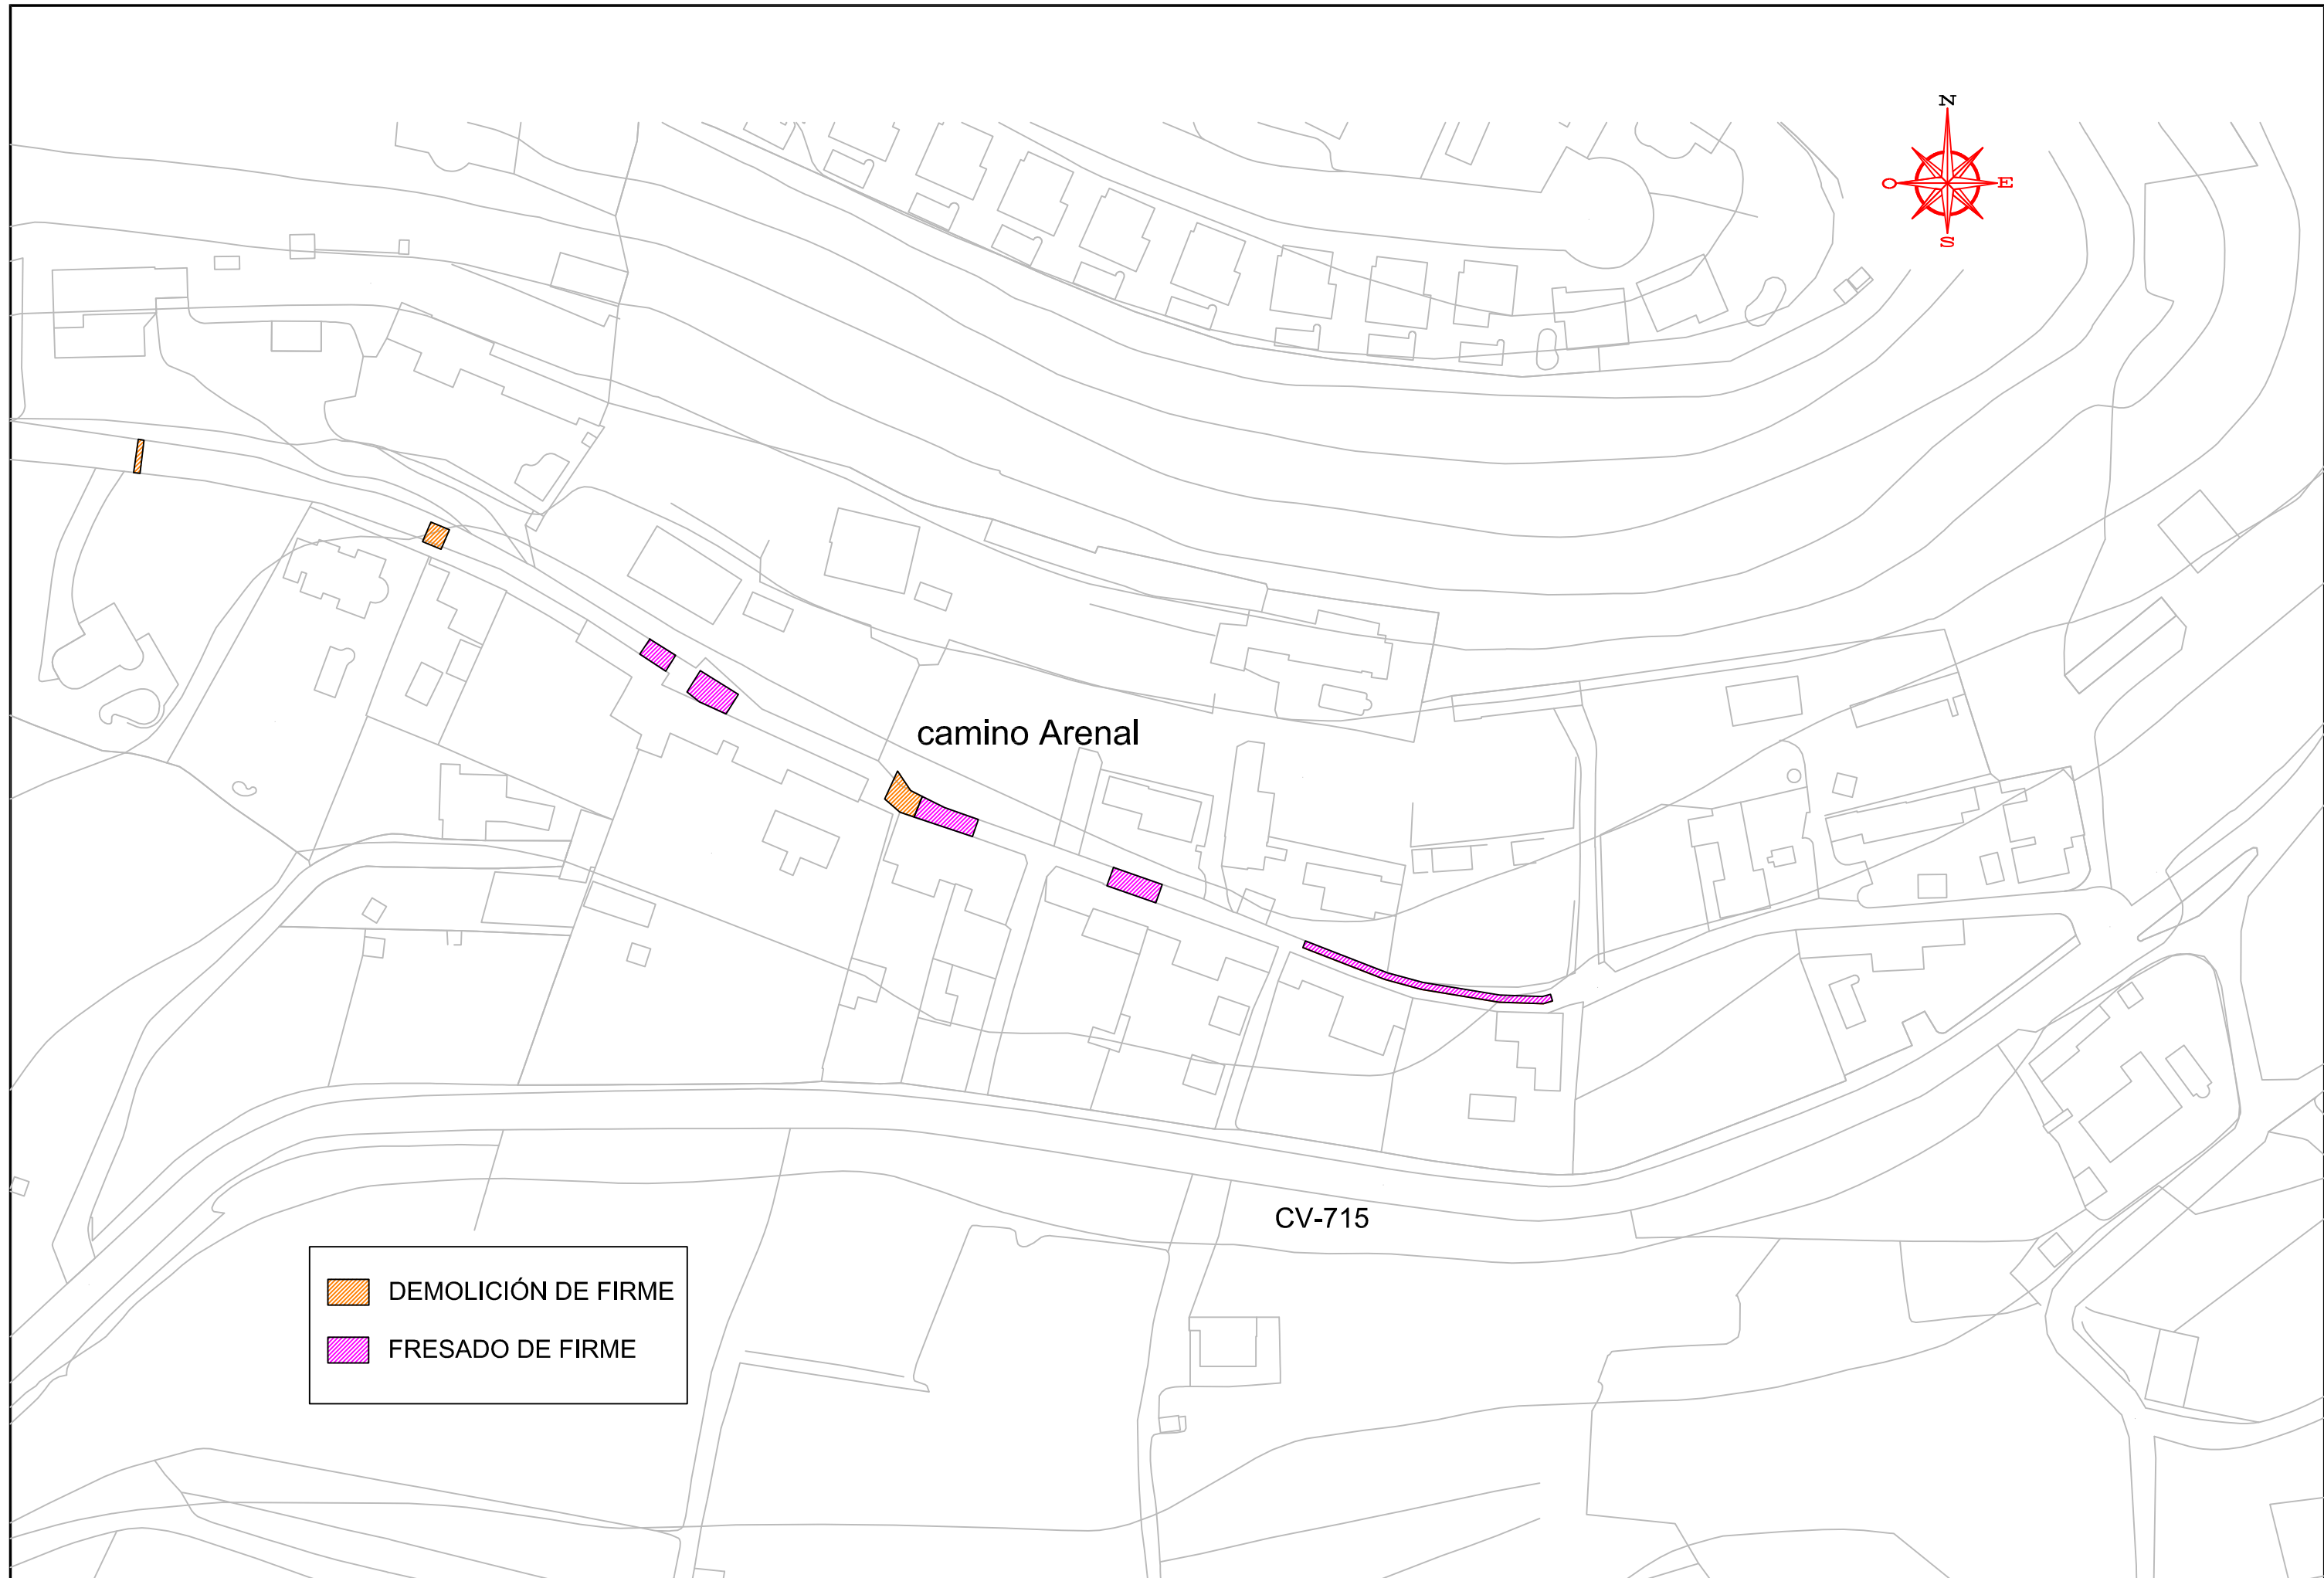 N
O
E
S
camino Arenal
CV-715
DEMOLICIÓN DE FIRME
FRESADO DE FIRME